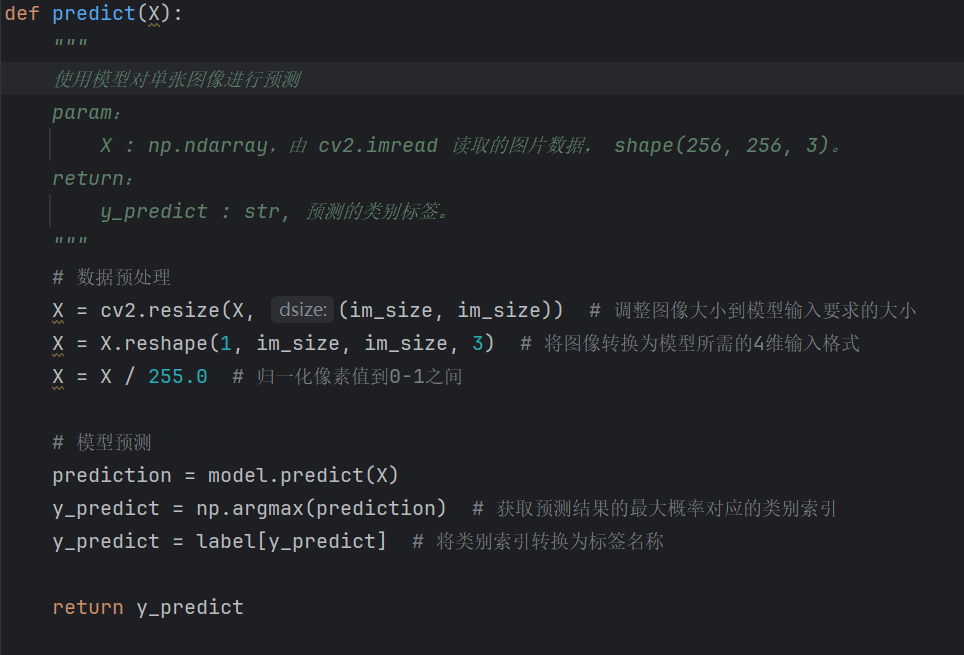 def predict(X):
    """
    使用模型对单张图像进行预测
    param：
        X : np.ndarray，由 cv2.imread 读取的图片数据， shape(256, 256, 3)。
    return：
        y_predict : str, 预测的类别标签。
    """
    # 数据预处理
    X = cv2.resize(X, dsize: (im_size, im_size))  # 调整图像大小到模型输入要求的大小
    X = X.reshape(1, im_size, im_size, 3)  # 将图像转换为模型所需的4维输入格式
    X = X / 255.0  # 归一化像素值到0-1之间
    # 模型预测
    prediction = model.predict(X)
    y_predict = np.argmax(prediction)  # 获取预测结果的最大概率对应的类别索引
    y_predict = label[y_predict]  # 将类别索引转换为标签名称
    return y_predict